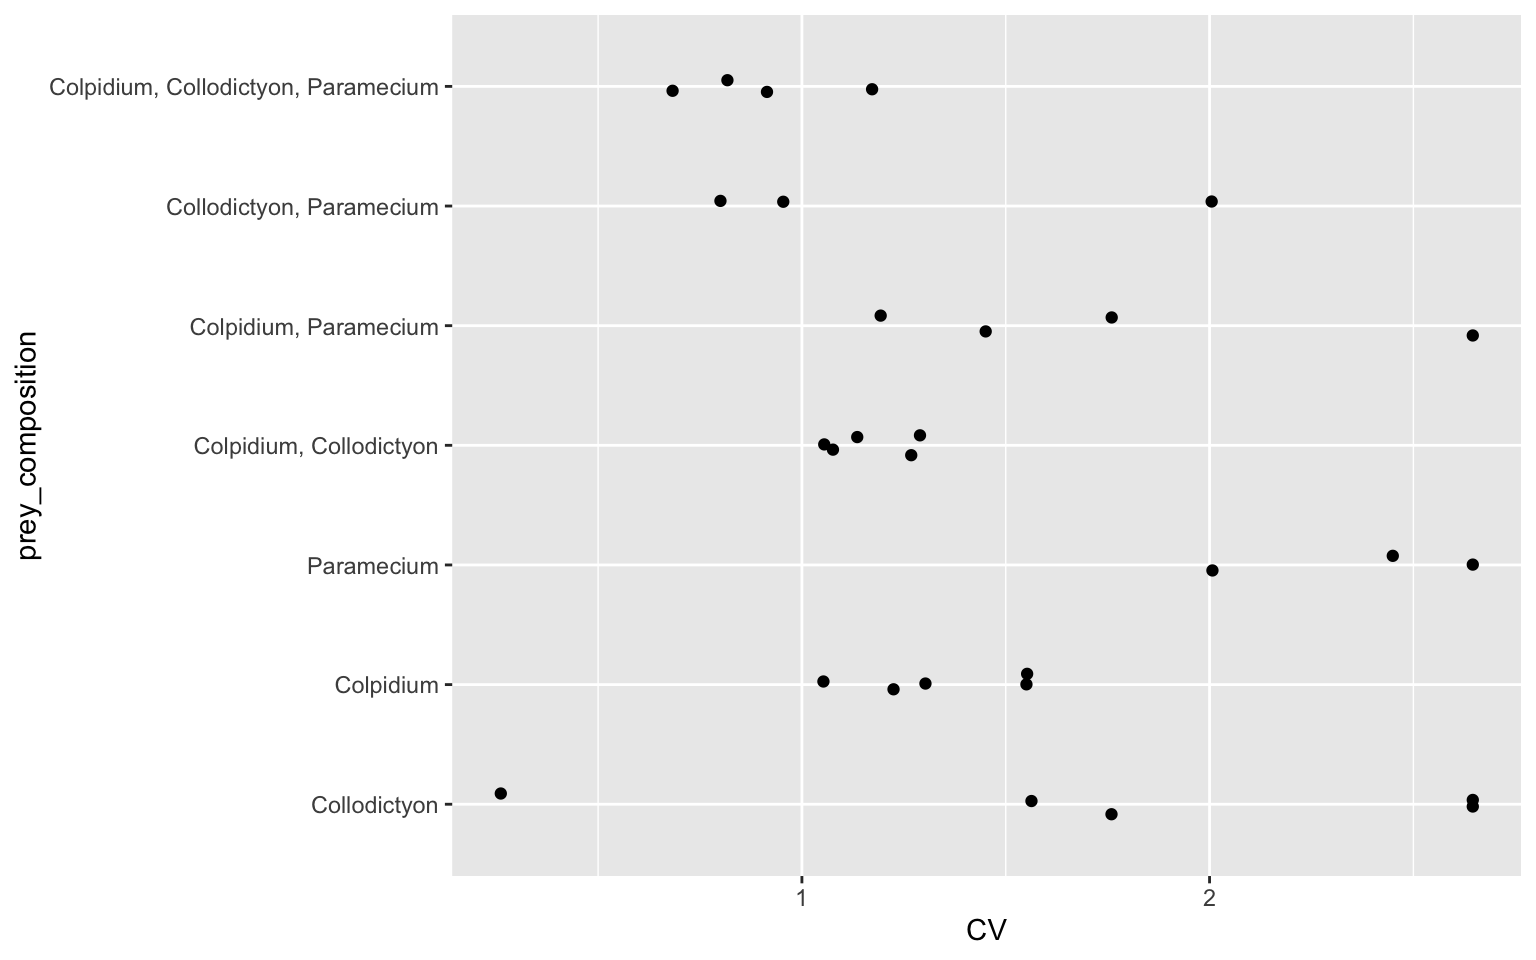 Colpidium, Collodictyon, Paramecium
Collodictyon, Paramecium
Colpidium, Paramecium
Colpidium, Collodictyon
Paramecium
Colpidium
Collodictyon
prey_composition
1
2
CV